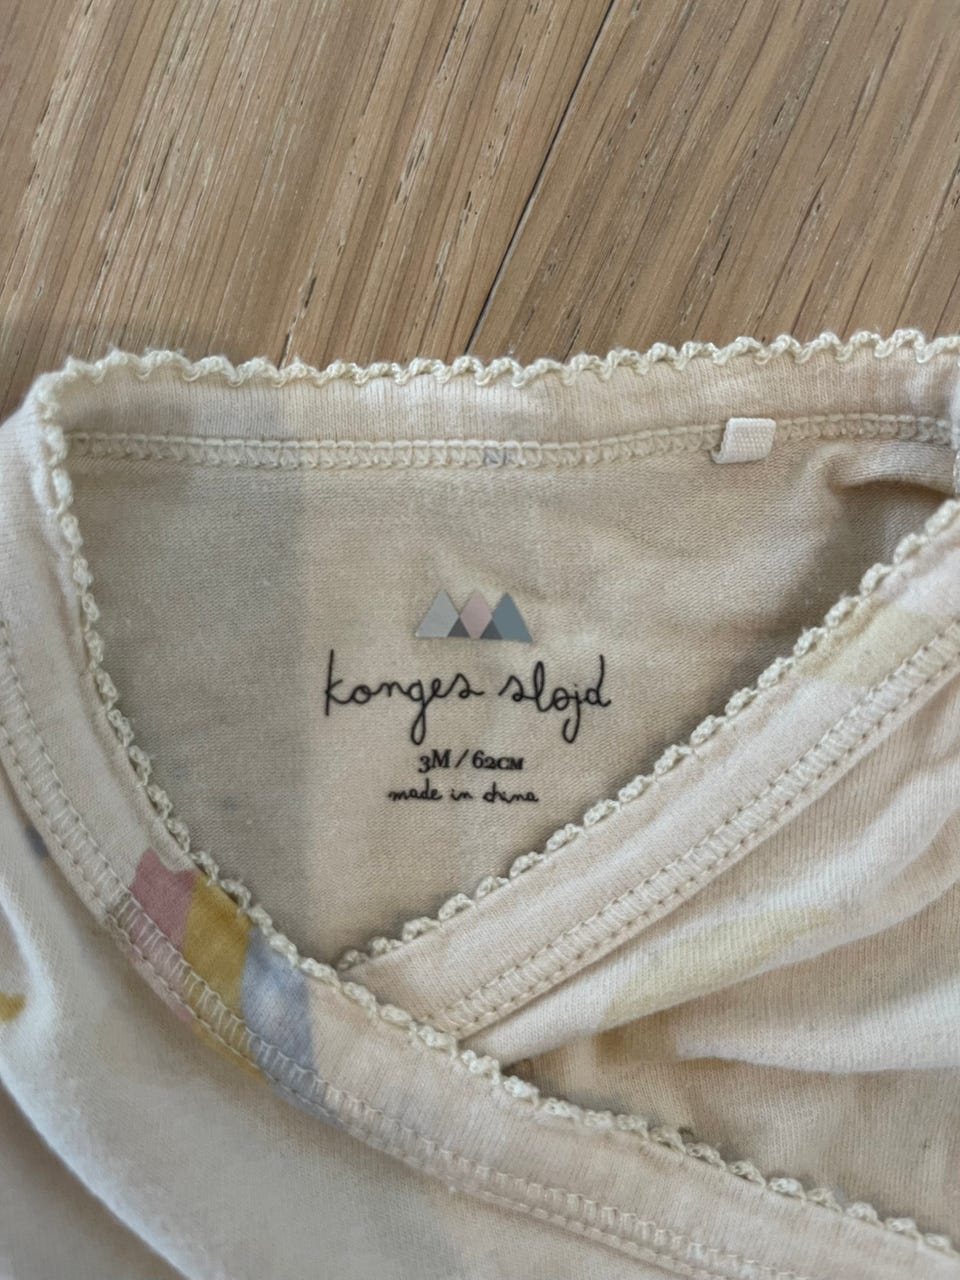 konges sløjd
3M / 62CM
made in china